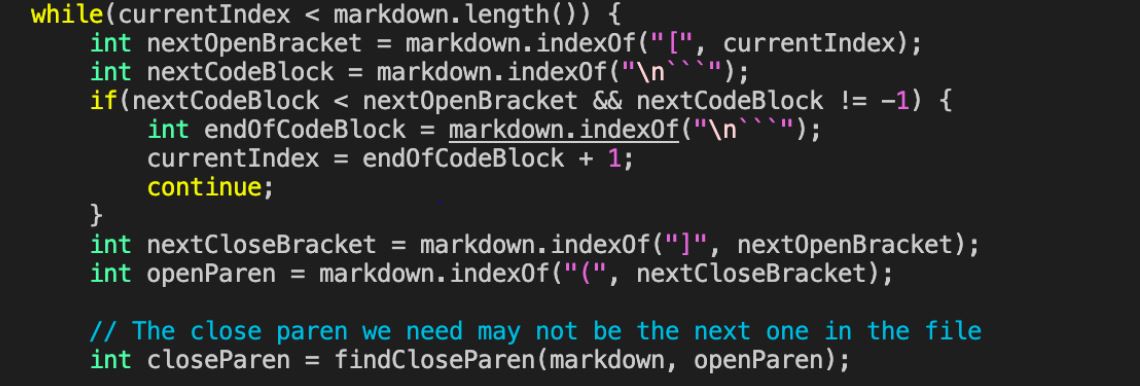 while(currentIndex < markdown.length()) {
    int nextOpenBracket = markdown.indexOf("[", currentIndex);
    int nextCodeBlock = markdown.indexOf("\n```");
    if(nextCodeBlock < nextOpenBracket && nextCodeBlock != -1) {
        int endOfCodeBlock = markdown.indexOf("\n```");
        currentIndex = endOfCodeBlock + 1;
        continue;
    }
    int nextCloseBracket = markdown.indexOf("]", nextOpenBracket);
    int openParen = markdown.indexOf("(", nextCloseBracket);

    // The close paren we need may not be the next one in the file
    int closeParen = findCloseParen(markdown, openParen);